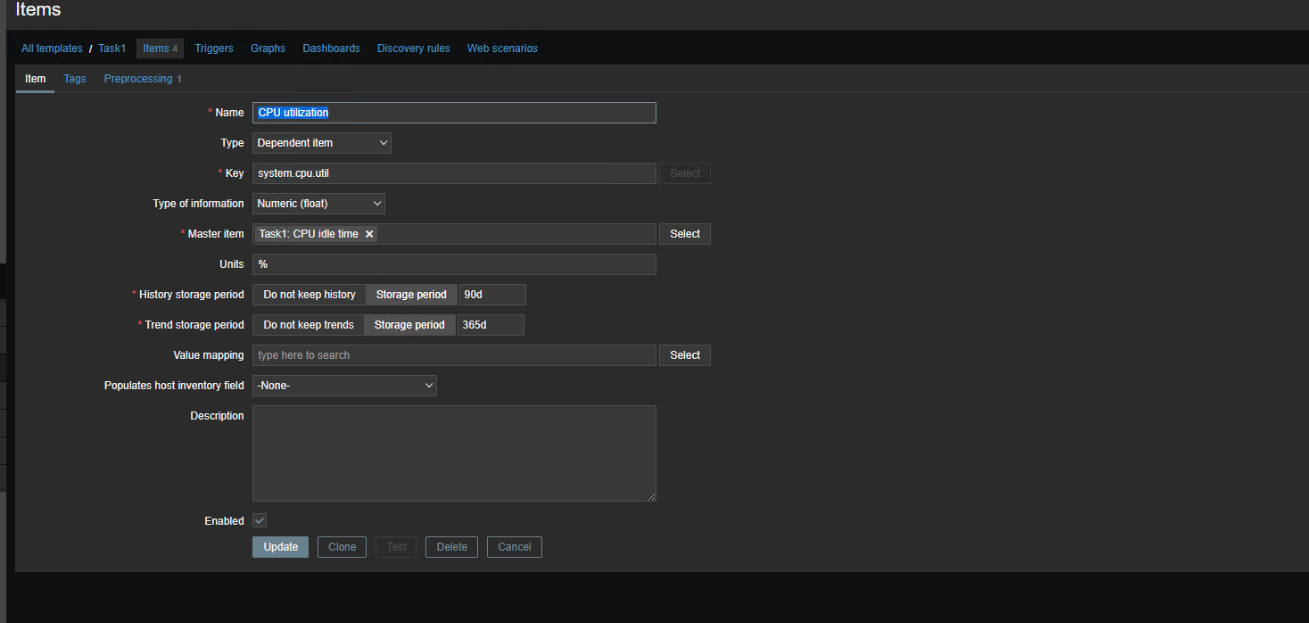 Items
All templates / Task1 Items 4 Triggers Graphs Dashboards Discovery rules Web scenarios
Item Tags Preprocessing 1
* Name CPU utilization
Type Dependent item
* Key system.cpu.util Select
Type of information Numeric (float)
* Master item Task1: CPU idle time × Select
Units %
* History storage period Do not keep history Storage period 90d
* Trend storage period Do not keep trends Storage period 365d
Value mapping type here to search Select
Populates host inventory field -None-
Description
Enabled
Update Clone Test Delete Cancel